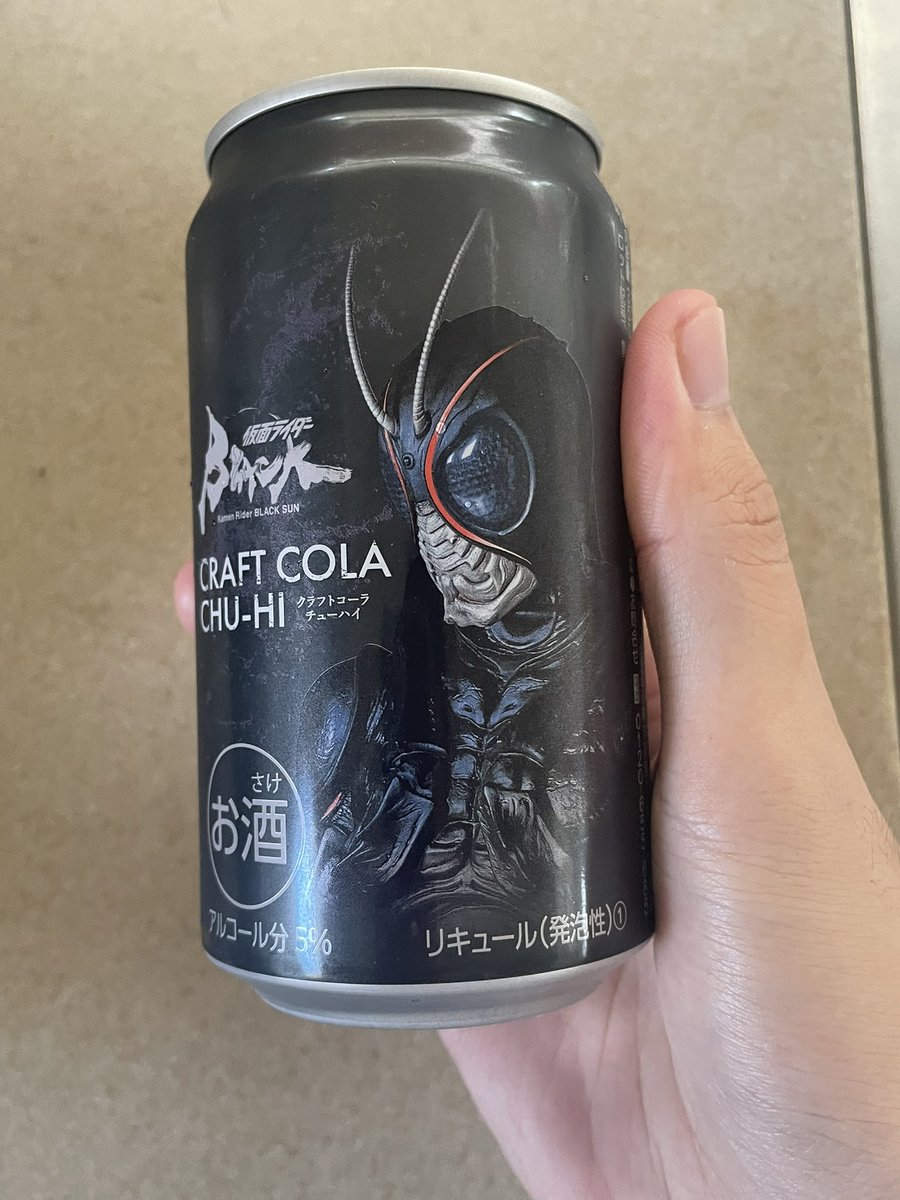 仮面ライダー
BLACK SUN
Kamen Rider BLACK SUN
CRAFT COLA
CHU-HI
クラフトコーラ
チューハイ
さけ
お酒
アルコール分 5%
リキュール(発泡性)①